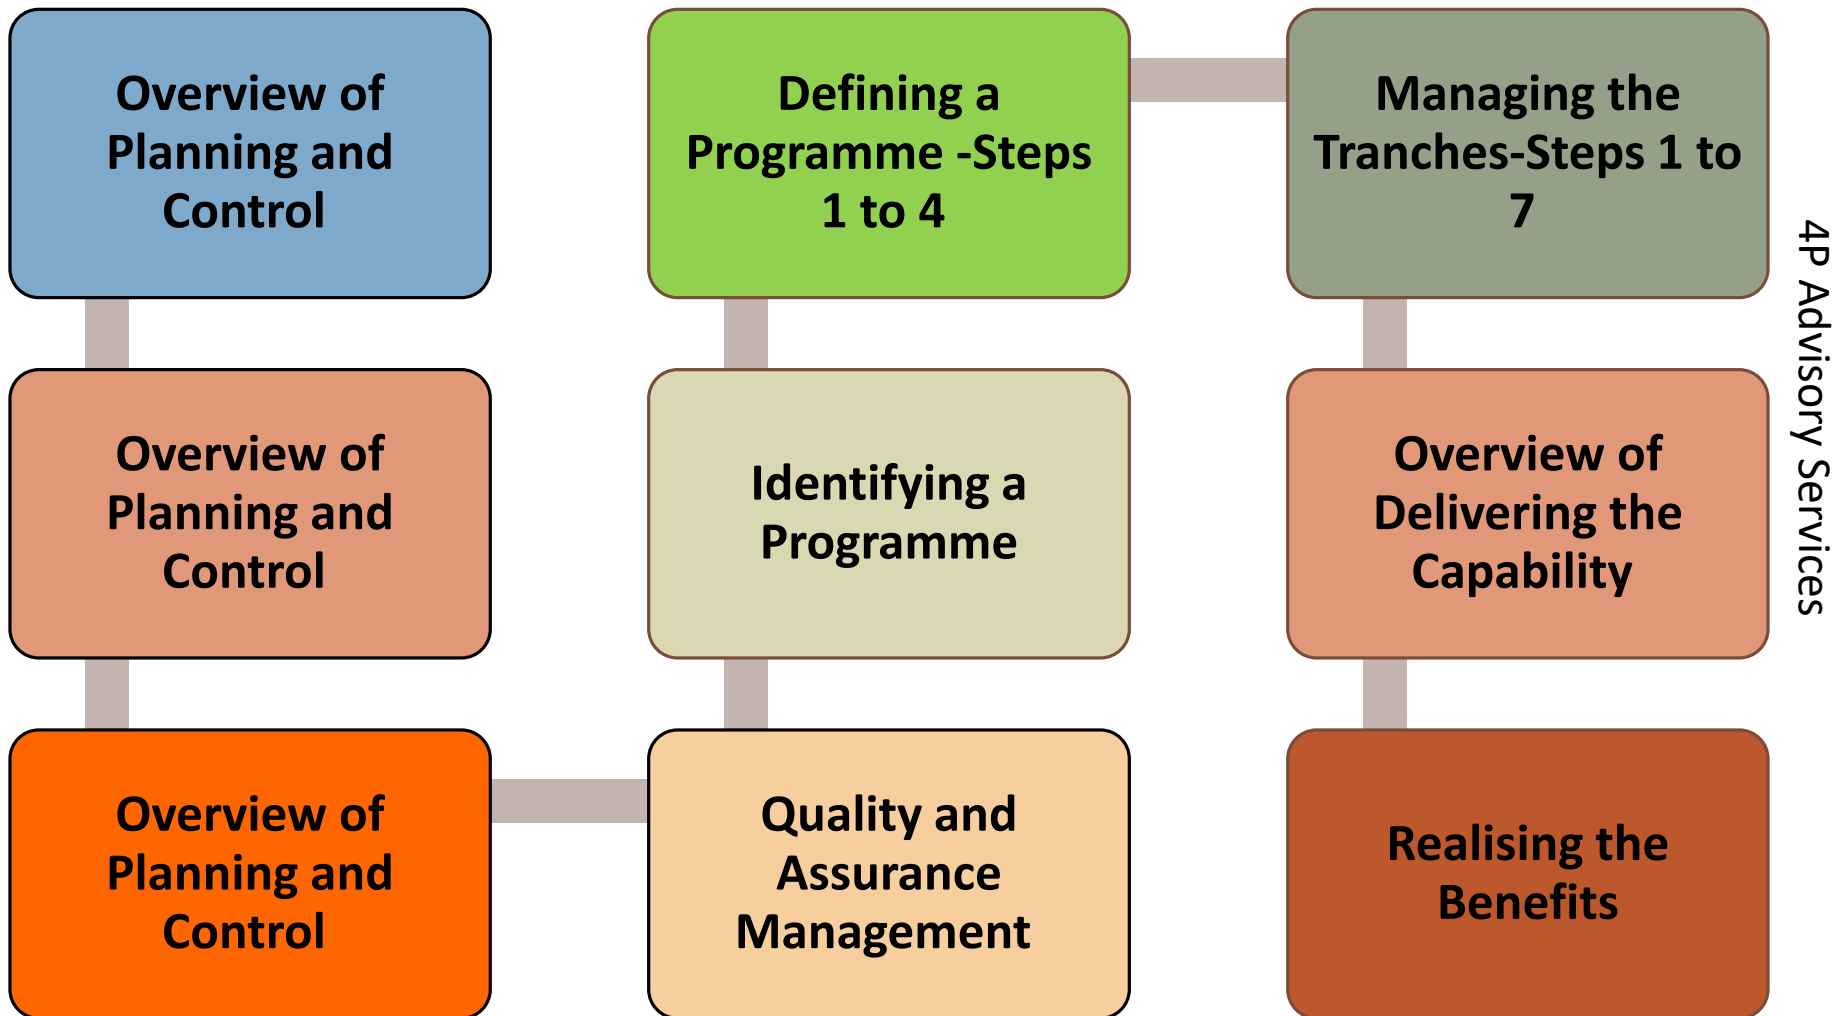 Overview of
Planning and
Control
Overview of
Planning and
Control
Overview of
Planning and
Control
Quality and
Assurance
Management
Identifying a
Programme
Defining a
Programme -Steps
1 to 4
Managing the
Tranches-Steps 1 to
7
Overview of
Delivering the
Capability
Realising the
Benefits
4P Advisory Services